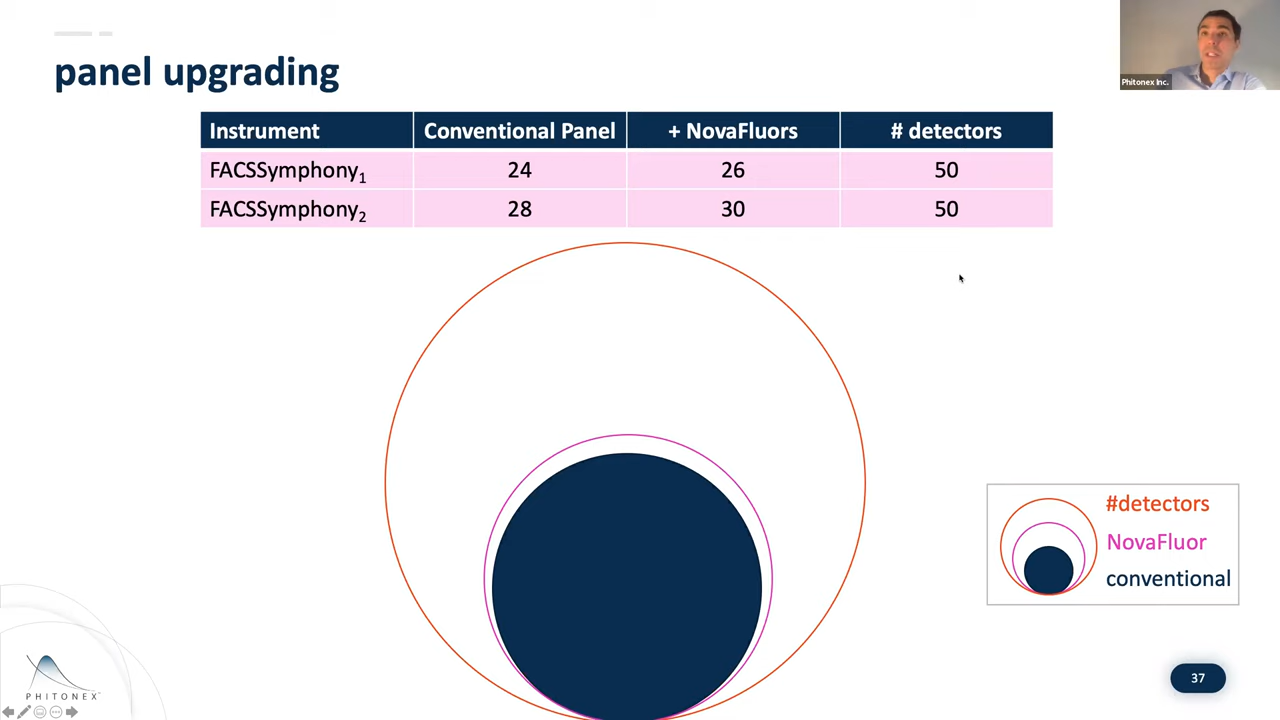 panel upgrading
Phitonex Inc.
Instrument Conventional Panel + NovaFluors # detectors
FACSSymphony₁ 24 26 50
FACSSymphony₂ 28 30 50
#detectors
NovaFluor
conventional
PHITONEX
37